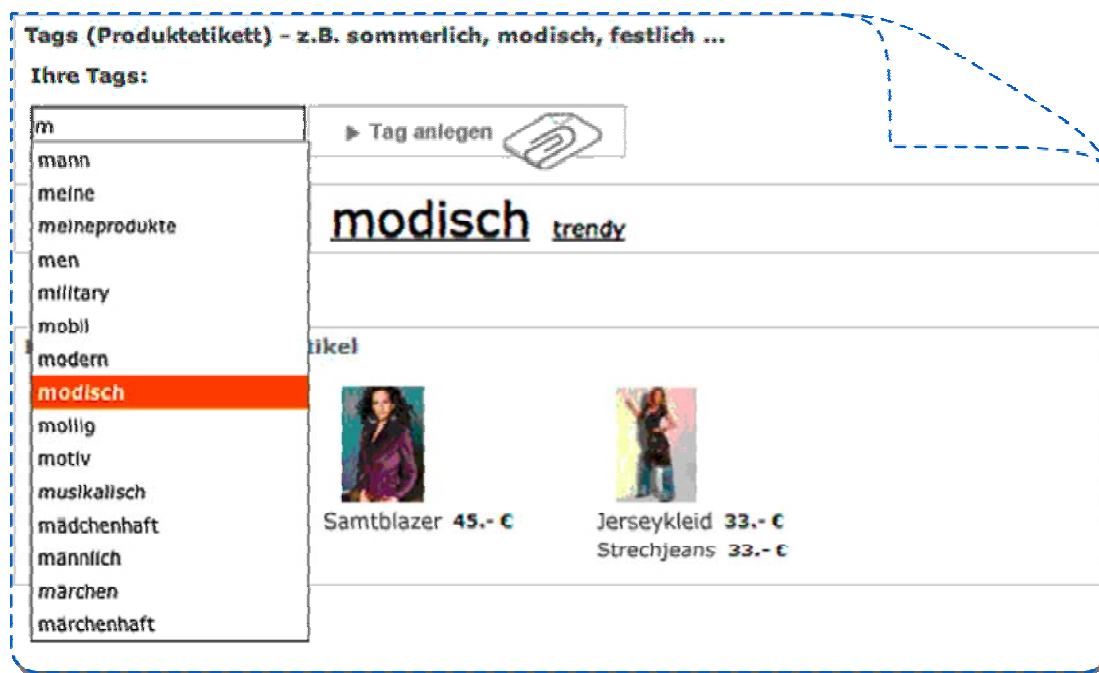 Tags (Produktetikett) - z.B. sommerlich, modisch, festlich ...
Ihre Tags:
m
Tag anlegen
mann
meine
meineprodukte
men
military
mobil
modern
modisch
mollig
motiv
musikalisch
mädchenhaft
männlich
märchen
märchenhaft
modisch trendy
tikel
Samtblazer 45.- €
Jerseykleid 33.- €
Strechjeans 33.- €